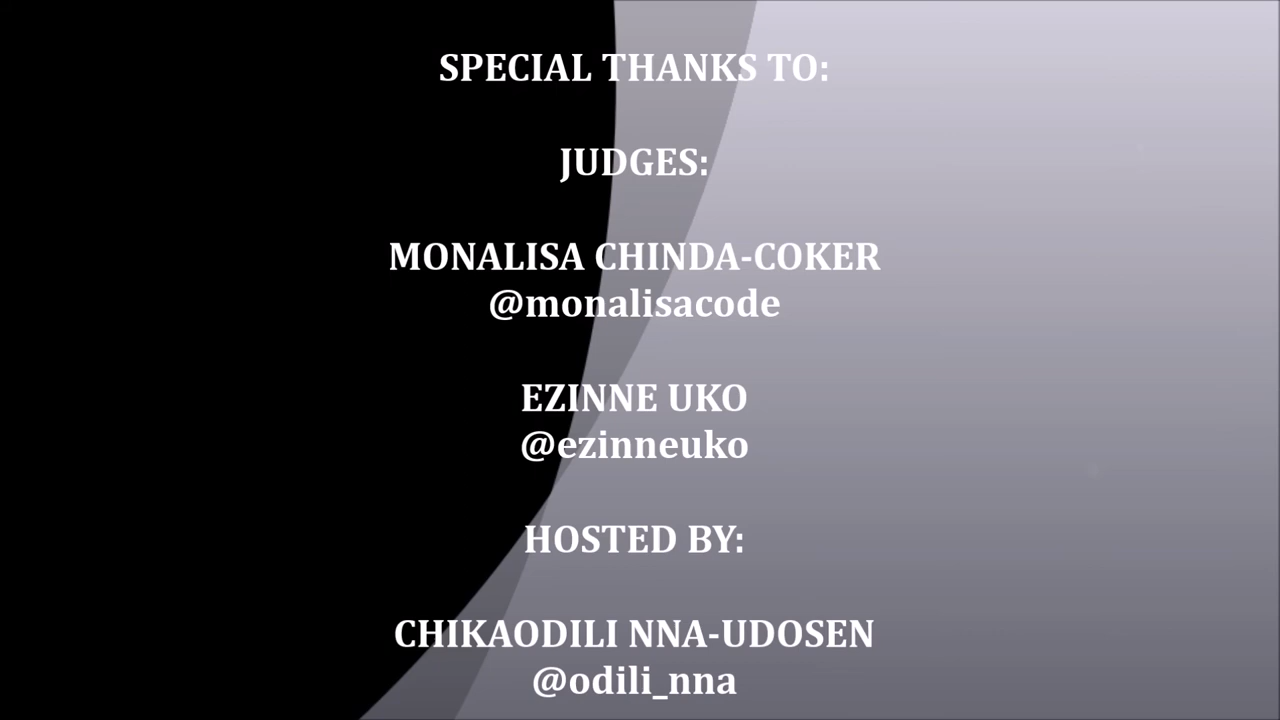 SPECIAL THANKS TO:
JUDGES:
MONALISA CHINDA-COKER
@monalisacode
EZINNE UKO
@ezinneuko
HOSTED BY:
CHIKAODILI NNA-UDOSEN
@odili_nna